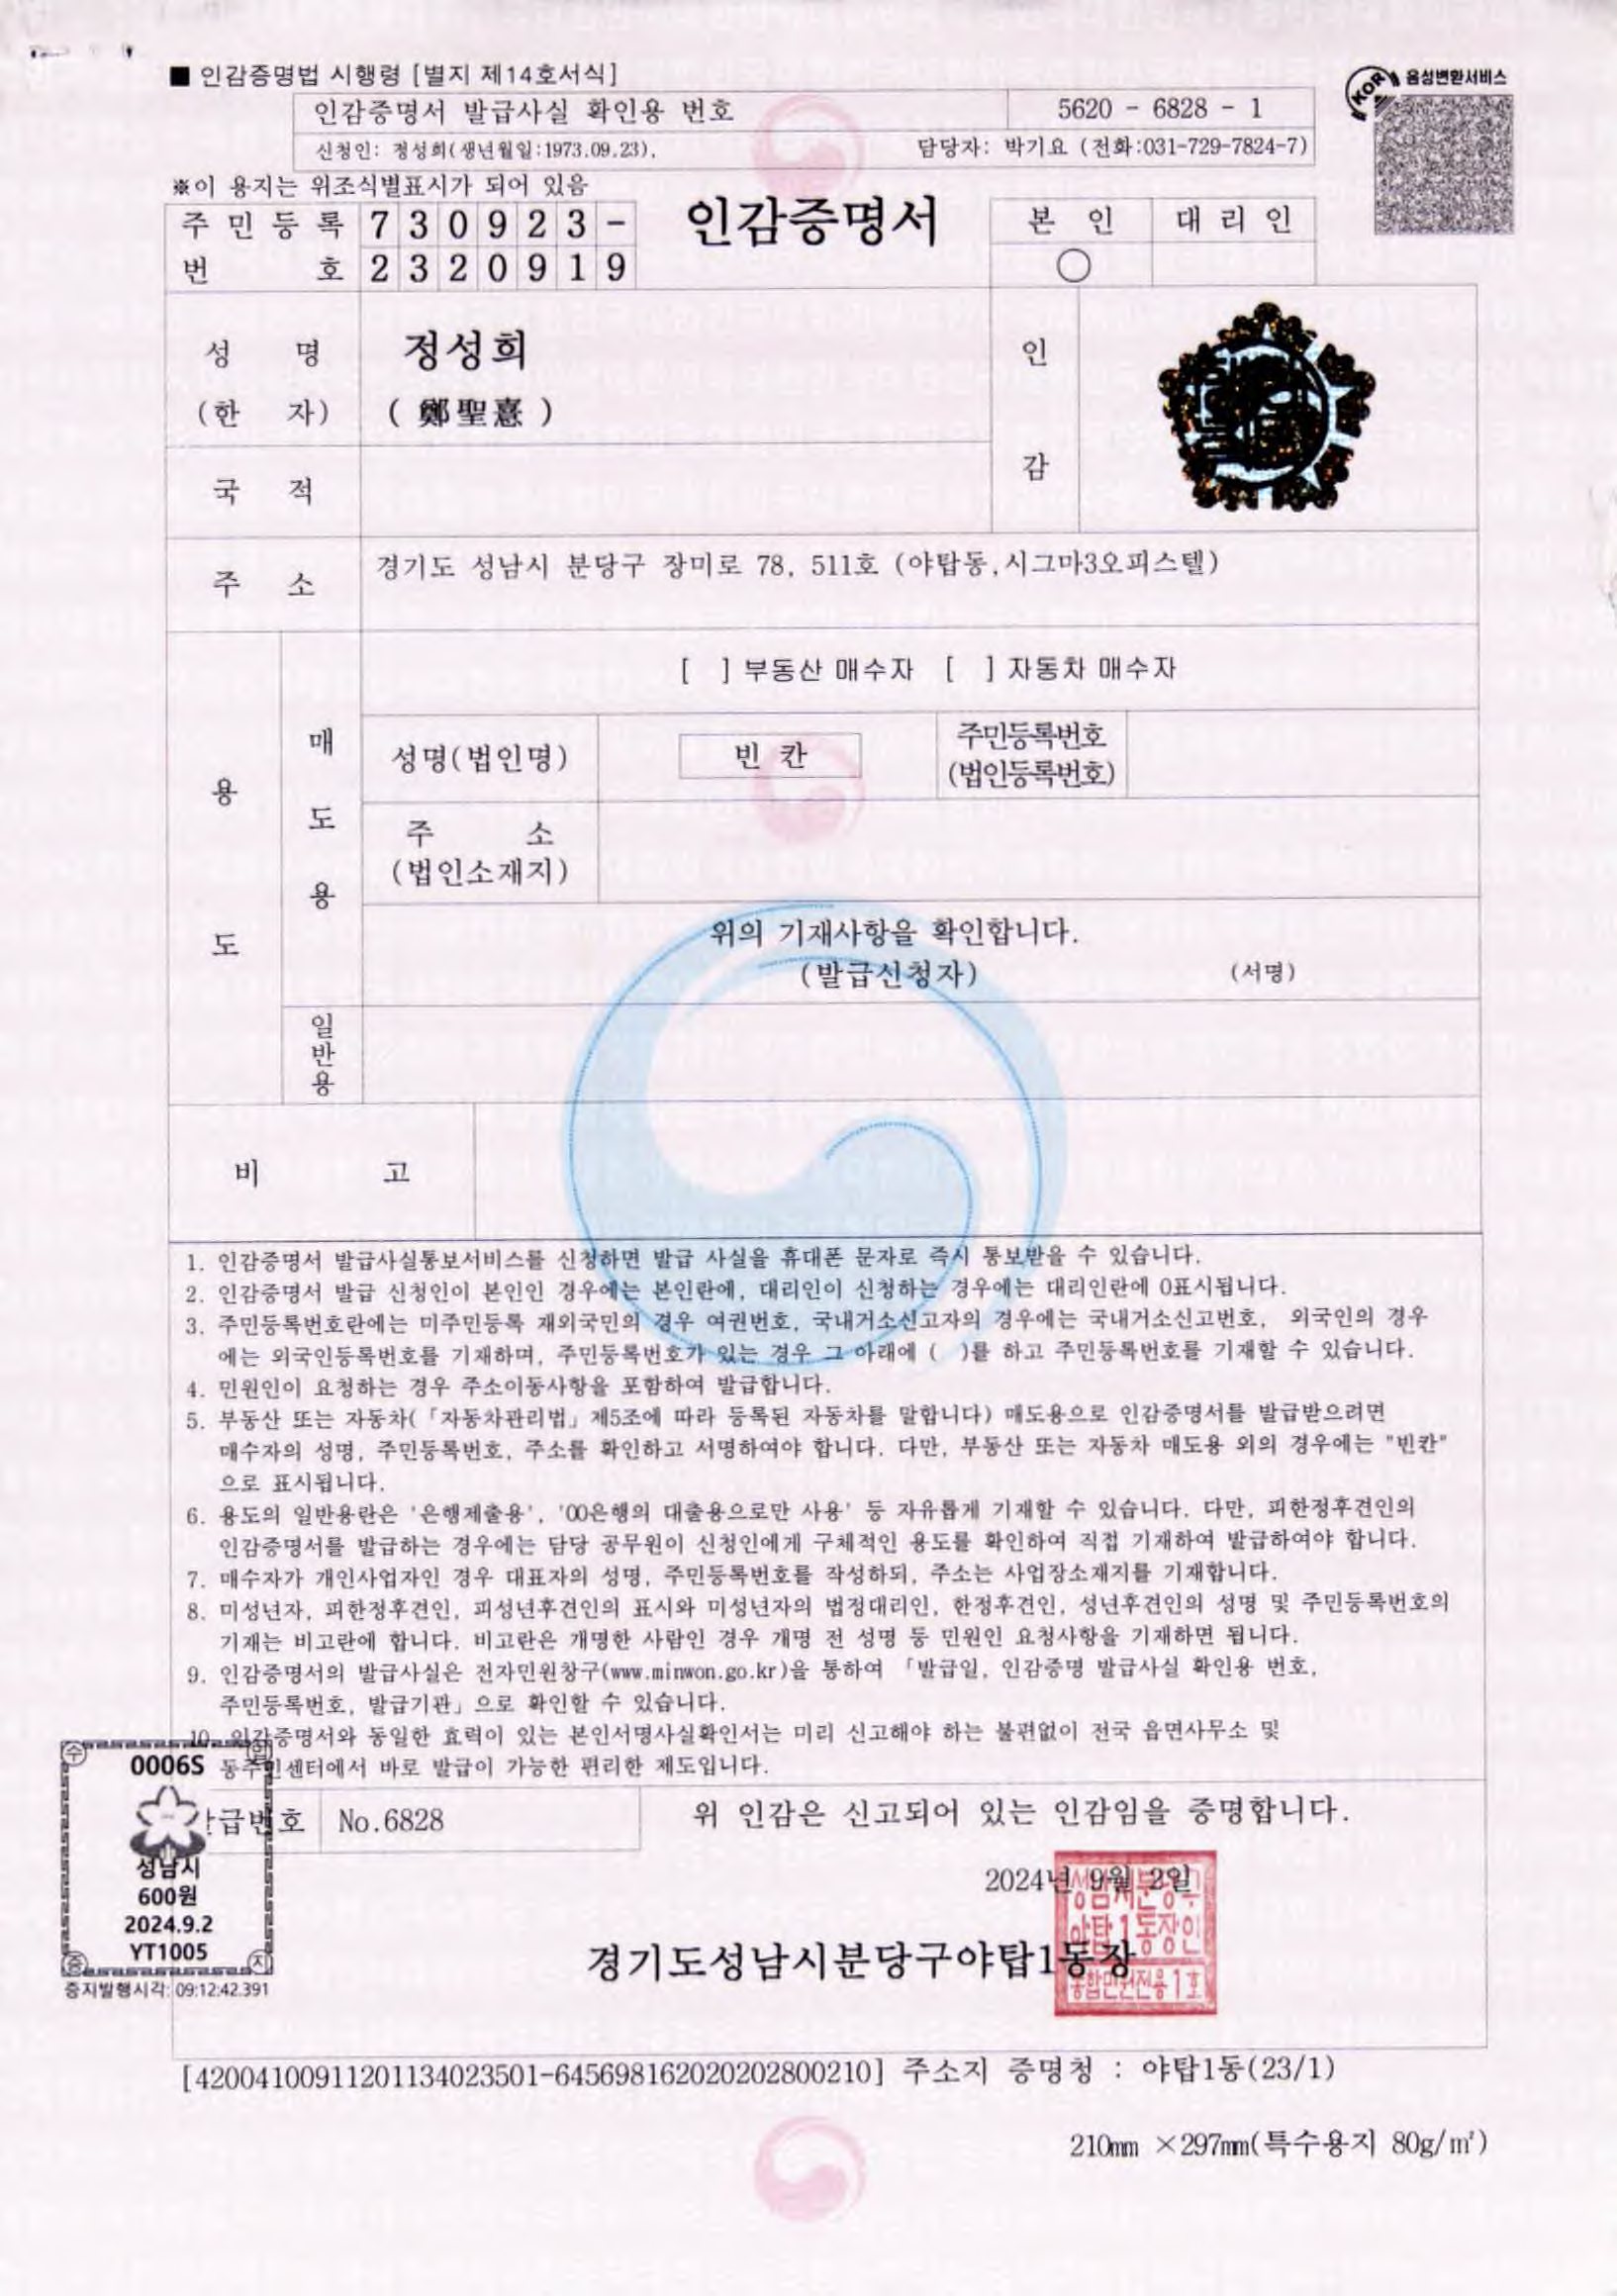 ■ 인감증명법 시행령 [별지 제14호서식]
음성변환서비스
인감증명서 발급사실 확인용 번호 5620 - 6828 - 1
신청인: 정성희(생년월일:1973.09.23), 담당자: 박기요 (전화:031-729-7824-7)
※이 용지는 위조식별표시가 되어 있음
주민등록번호 730923-2320919
인감증명서
본 인 대 리 인
○
성 명 정성희
(한 자) (鄭聖憙)
인 감
국 적
주 소 경기도 성남시 분당구 장미로 78, 511호 (야탑동,시그마3오피스텔)
용 도
매 도 용
[ ] 부동산 매수자 [ ] 자동차 매수자
성명(법인명) 빈 칸 주민등록번호
(법인등록번호)
주 소
(법인소재지)
위의 기재사항을 확인합니다.
(발급신청자) (서명)
일반용
비 고
1. 인감증명서 발급사실통보서비스를 신청하면 발급 사실을 휴대폰 문자로 즉시 통보받을 수 있습니다.
2. 인감증명서 발급 신청인이 본인인 경우에는 본인란에, 대리인이 신청하는 경우에는 대리인란에 0표시됩니다.
3. 주민등록번호란에는 미주민등록 재외국민의 경우 여권번호, 국내거소신고자의 경우에는 국내거소신고번호, 외국인의 경우
에는 외국인등록번호를 기재하며, 주민등록번호가 있는 경우 그 아래에 ( )를 하고 주민등록번호를 기재할 수 있습니다.
4. 민원인이 요청하는 경우 주소이동사항을 포함하여 발급합니다.
5. 부동산 또는 자동차(「자동차관리법」제5조에 따라 등록된 자동차를 말합니다) 매도용으로 인감증명서를 발급받으려면
매수자의 성명, 주민등록번호, 주소를 확인하고 서명하여야 합니다. 다만, 부동산 또는 자동차 매도용 외의 경우에는 "빈칸"
으로 표시됩니다.
6. 용도의 일반용란은 '은행제출용', '00은행의 대출용으로만 사용' 등 자유롭게 기재할 수 있습니다. 다만, 피한정후견인의
인감증명서를 발급하는 경우에는 담당 공무원이 신청인에게 구체적인 용도를 확인하여 직접 기재하여 발급하여야 합니다.
7. 매수자가 개인사업자인 경우 대표자의 성명, 주민등록번호를 작성하되, 주소는 사업장소재지를 기재합니다.
8. 미성년자, 피한정후견인, 피성년후견인의 표시와 미성년자의 법정대리인, 한정후견인, 성년후견인의 성명 및 주민등록번호의
기재는 비고란에 합니다. 비고란은 개명한 사람인 경우 개명 전 성명 등 민원인 요청사항을 기재하면 됩니다.
9. 인감증명서의 발급사실은 전자민원창구(www.minwon.go.kr)을 통하여 「발급일, 인감증명 발급사실 확인용 번호,
주민등록번호, 발급기관」으로 확인할 수 있습니다.
10. 인감증명서와 동일한 효력이 있는 본인서명사실확인서는 미리 신고해야 하는 불편없이 전국 읍면사무소 및
동주민센터에서 바로 발급이 가능한 편리한 제도입니다.
수 입 증 지
0006S
성남시
600원
2024.9.2
YT1005
증지발행시각: 09:12:42.391
발급번호 No.6828
위 인감은 신고되어 있는 인감임을 증명합니다.
2024년 9월 2일
경기도성남시분당구야탑1동장
성남시분당구
야탑1동장인
통합민원전용1호
[42004100911201134023501-645698162020202800210] 주소지 증명청 : 야탑1동(23/1)
210mm ×297mm(특수용지 80g/㎡)